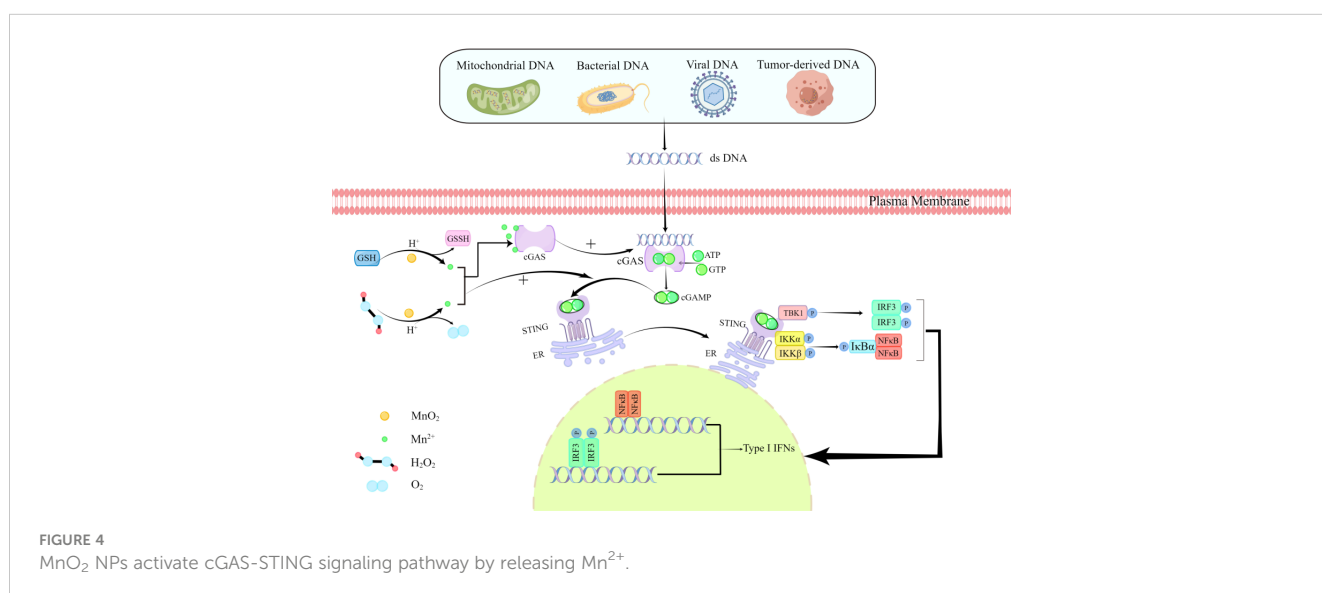 Mitochondrial DNA
Bacterial DNA
Viral DNA
Tumor-derived DNA
ds DNA
Plasma Membrane
GSH
H⁺
GSSH
cGAS
+
cGAS
ATP
GTP
+
cGAMP
H⁺
STING
ER
STING
ER
TBK1
P
IRF3
P
IRF3
P
IKKα
P
IKKβ
P
P
IκBα
NFκB
NFκB
NFκB
NFκB
P
P
IRF3
IRF3
Type I IFNs
MnO₂
Mn²⁺
H₂O₂
O₂
FIGURE 4
MnO₂ NPs activate cGAS-STING signaling pathway by releasing Mn²⁺.